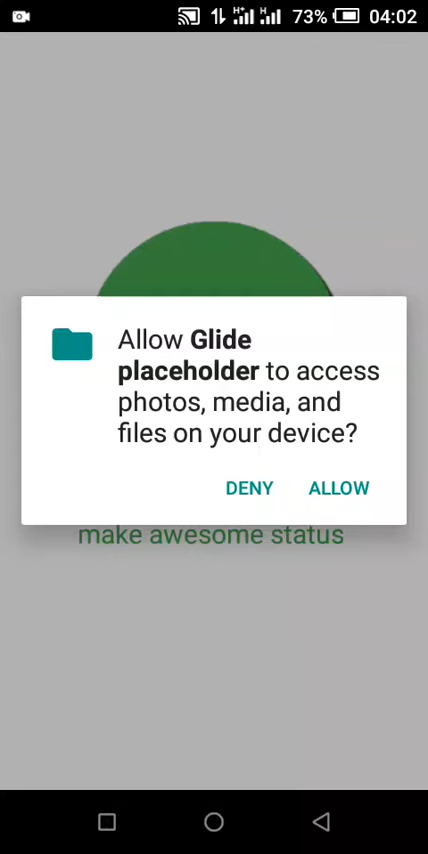 H+ H 73% 04:02
Allow Glide
placeholder to access
photos, media, and
files on your device?
DENY ALLOW
make awesome status